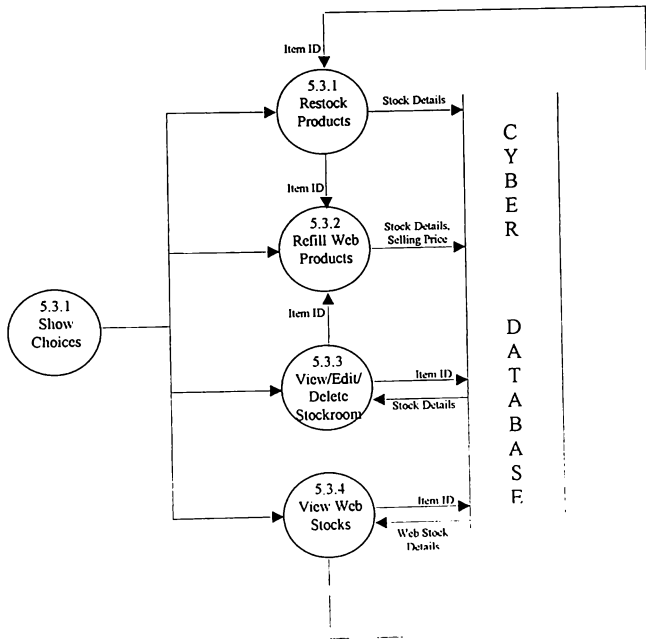 Item ID
5.3.1
Restock
Products
Stock Details
Item ID
5.3.2
Refill Web
Products
Stock Details,
Selling Price
Item ID
5.3.1
Show
Choices
5.3.3
View/Edit/
Delete
Stockroom
Item ID
Stock Details
5.3.4
View Web
Stocks
Item ID
Web Stock
Details
CYBER
DATABASE